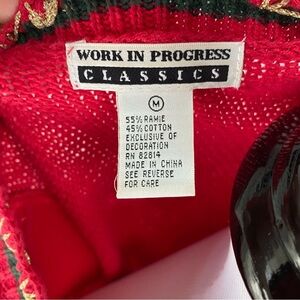 WORK IN PROGRESS
CLASSICS
M
55% RAMIE
45% COTTON
EXCLUSIVE OF
DECORATION
RN 82814
MADE IN CHINA
SEE REVERSE
FOR CARE